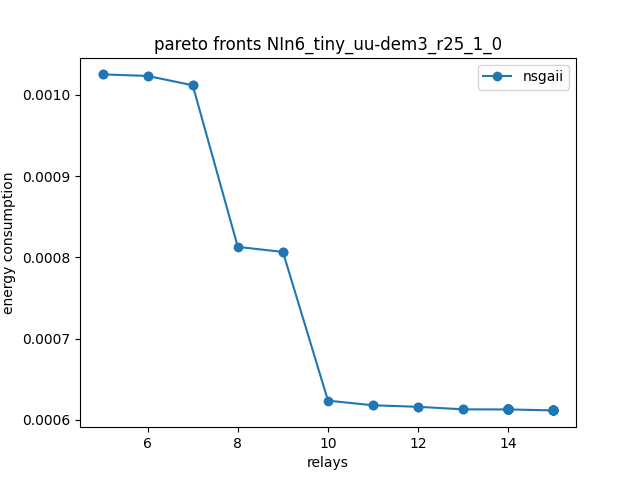 pareto fronts NIn6_tiny_uu-dem3_r25_1_0
nsgaii
energy consumption
0.0010
0.0009
0.0008
0.0007
0.0006
6 8 10 12 14
relays